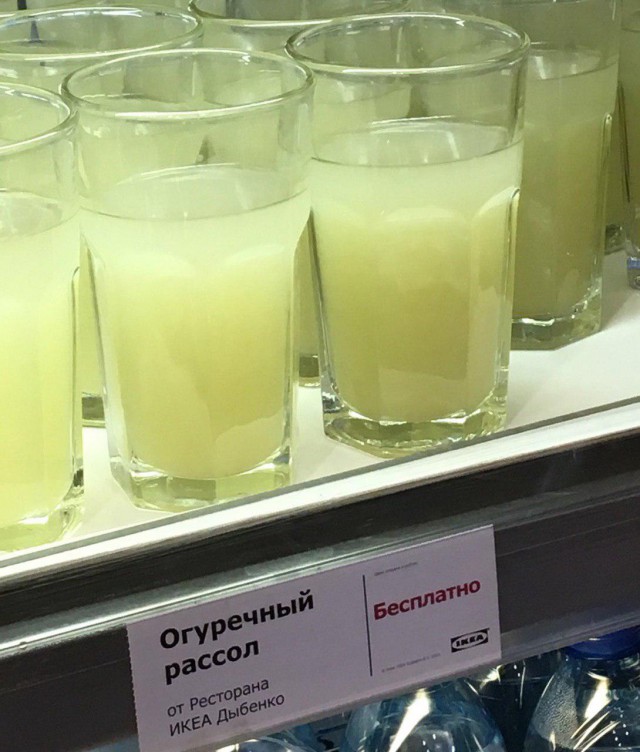 Огуречный
рассол
от Ресторана
ИКЕА Дыбенко
Бесплатно
IKEA